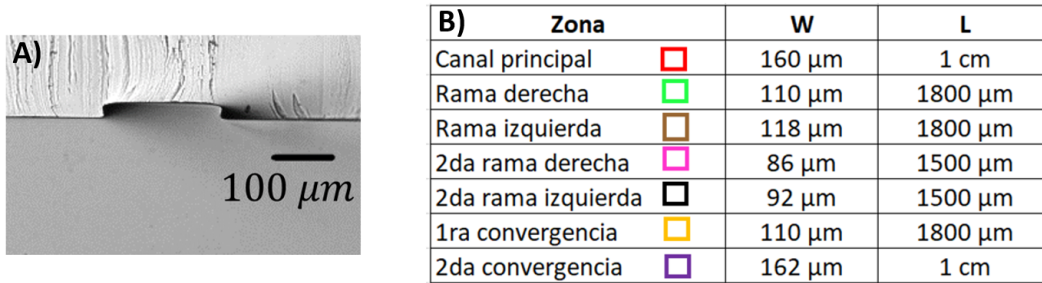 A)
100 μm
B) Zona W L
Canal principal 160 μm 1 cm
Rama derecha 110 μm 1800 μm
Rama izquierda 118 μm 1800 μm
2da rama derecha 86 μm 1500 μm
2da rama izquierda 92 μm 1500 μm
1ra convergencia 110 μm 1800 μm
2da convergencia 162 μm 1 cm